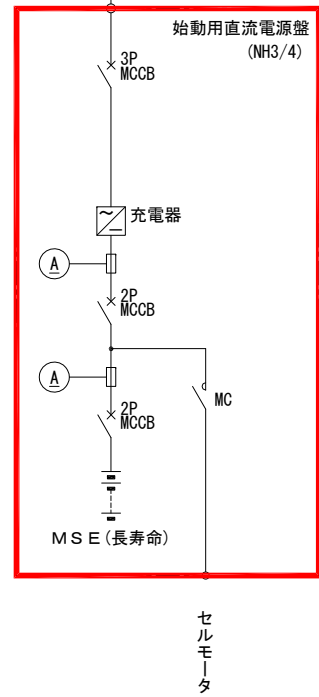 始動用直流電源盤
(NH3/4)
3P
MCCB
充電器
A
2P
MCCB
A
2P
MCCB
MC
MSE(長寿命)
セルモータ